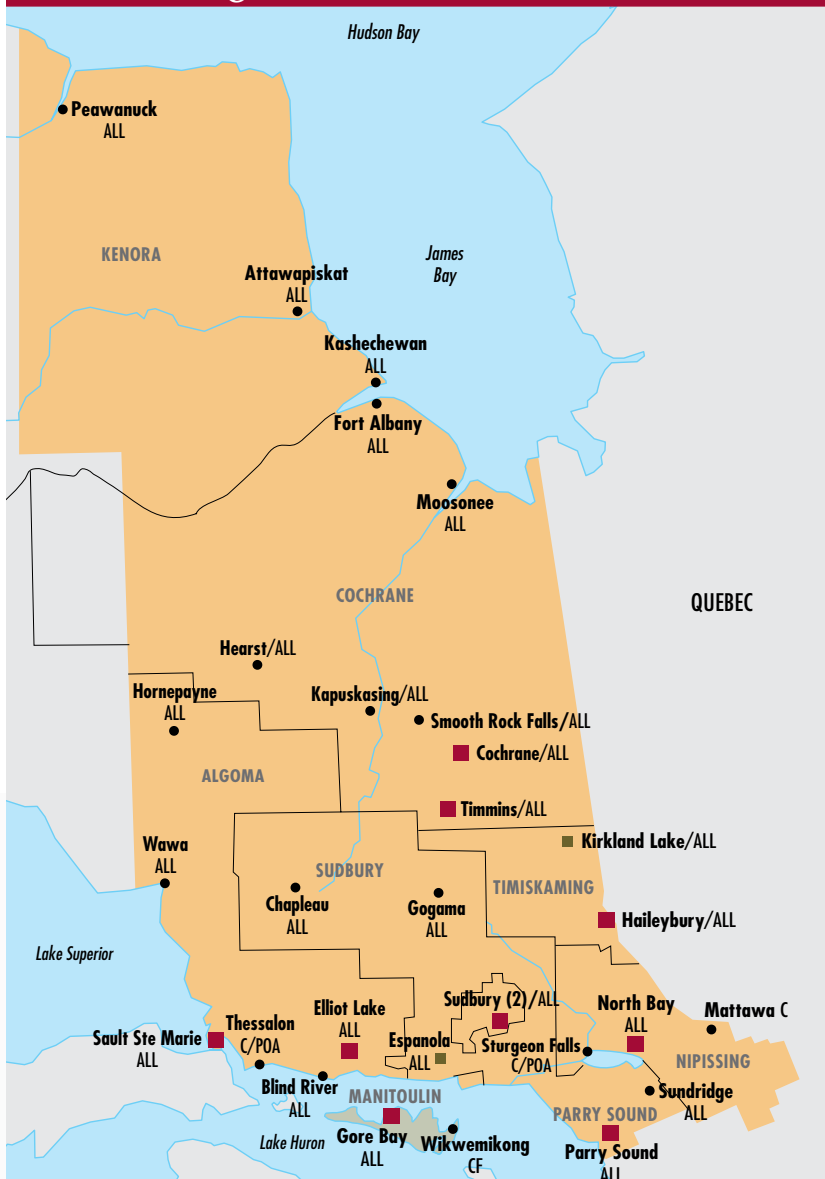 Hudson Bay
Peawanuck
ALL
KENORA
James
Bay
Attawapiskat
ALL
Kashechewan
ALL
Fort Albany
ALL
Moosonee
ALL
COCHRANE
QUEBEC
Hearst/ALL
Hornepayne
ALL
Kapuskasing/ALL
Smooth Rock Falls/ALL
Cochrane/ALL
ALGOMA
Timmins/ALL
Kirkland Lake/ALL
Wawa
ALL
SUDBURY
TIMISKAMING
Chapleau
ALL
Gogama
ALL
Haileybury/ALL
Lake Superior
Sudbury (2)/ALL
North Bay
ALL
Mattawa C
Elliot Lake
ALL
Thessalon
C/POA
Sault Ste Marie
ALL
Espanola
ALL
Sturgeon Falls
C/POA
NIPISSING
Blind River
ALL
MANITOULIN
Sundridge
ALL
PARRY SOUND
Lake Huron
Gore Bay
ALL
Wikwemikong
CF
Parry Sound
ALL